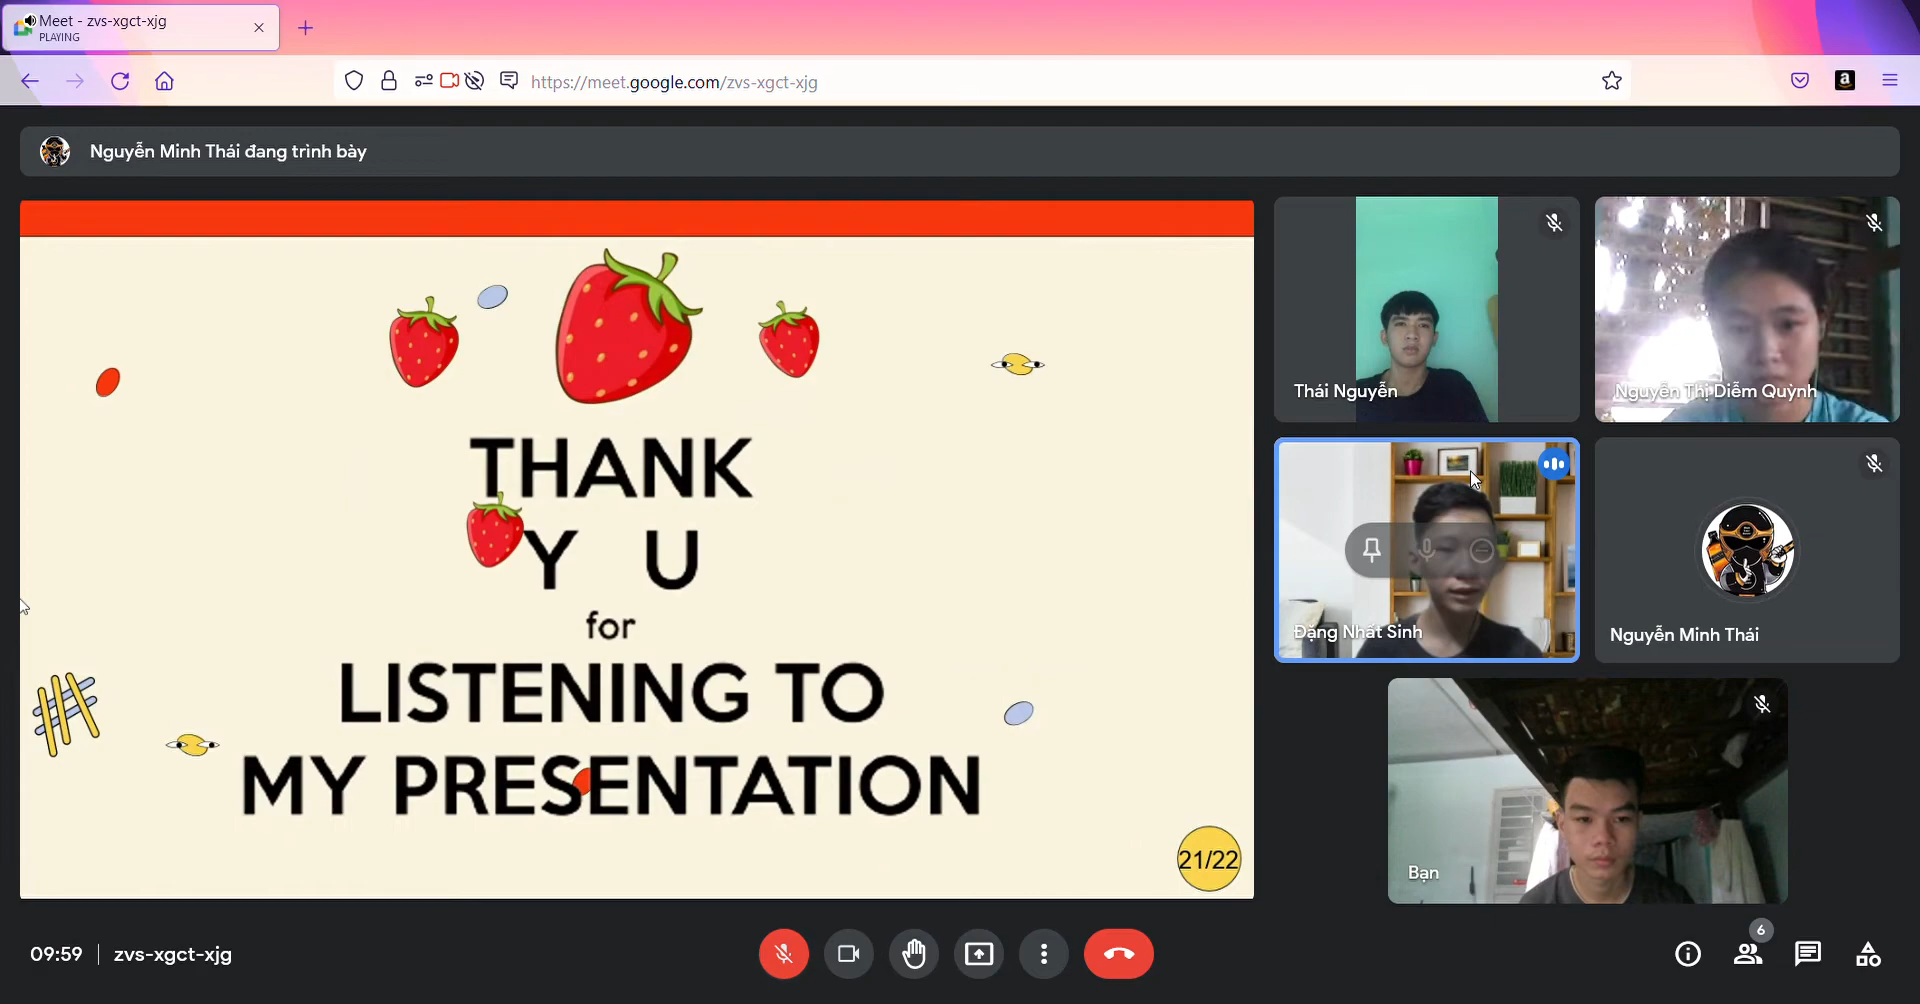 Meet - zvs-xgct-xjg
PLAYING
https://meet.google.com/zvs-xgct-xjg
Nguyễn Minh Thái đang trình bày
THANK
Y U
for
LISTENING TO
MY PRESENTATION
21/22
Thái Nguyễn
Nguyễn Thị Diễm Quỳnh
Đặng Nhất Sinh
Nguyễn Minh Thái
Bạn
09:59 | zvs-xgct-xjg
6